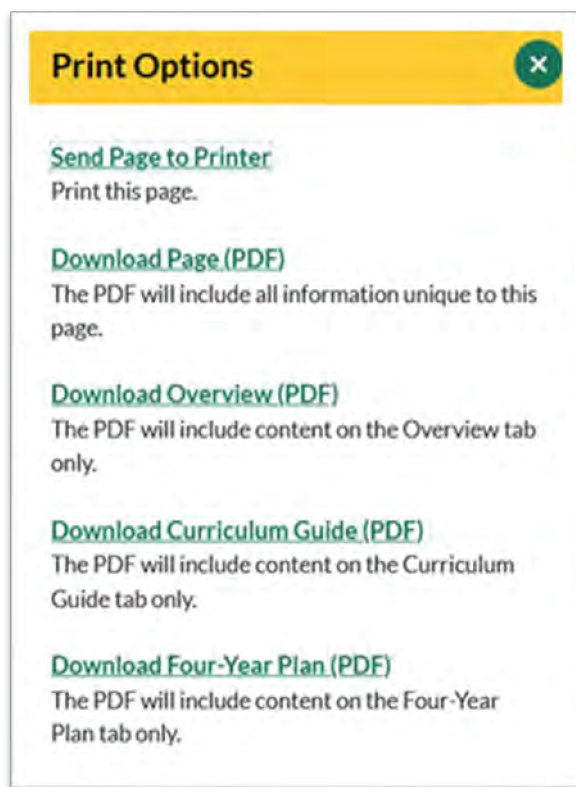 Print Options
Send Page to Printer
Print this page.
Download Page (PDF)
The PDF will include all information unique to this
page.
Download Overview (PDF)
The PDF will include content on the Overview tab
only.
Download Curriculum Guide (PDF)
The PDF will include content on the Curriculum
Guide tab only.
Download Four-Year Plan (PDF)
The PDF will include content on the Four-Year
Plan tab only.